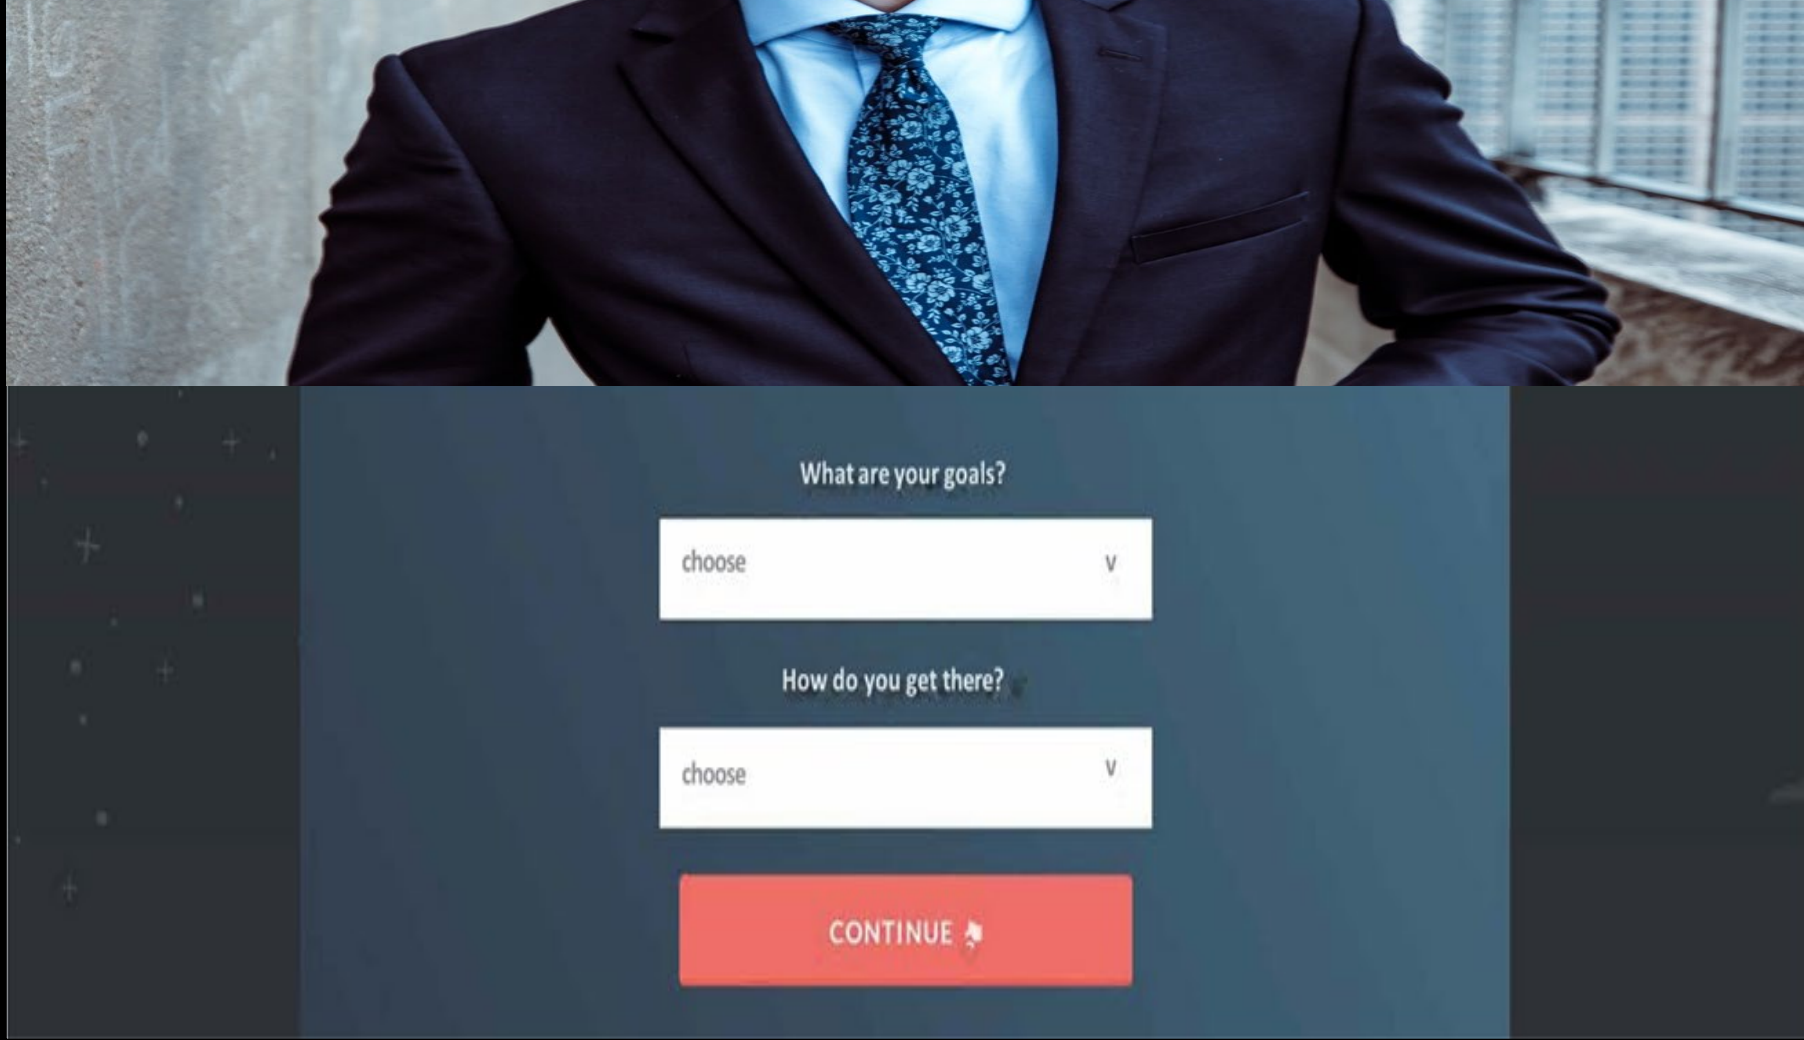 What are your goals?
choose v
How do you get there?
choose v
CONTINUE